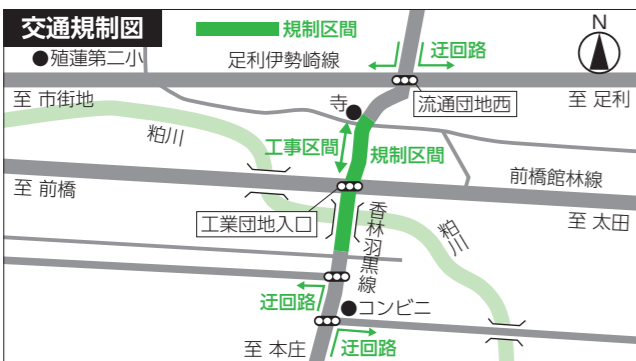 交通規制図
規制区間
N
●殖蓮第二小
足利伊勢崎線
迂回路
至 市街地
寺
流通団地西
至 足利
粕川
工事区間
規制区間
前橋館林線
至 前橋
工業団地入口
香林羽黒線
粕川
至 太田
迂回路
コンビニ
至 本庄
迂回路